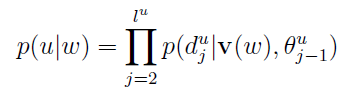 p(u|w) = ∏_{j=2}^{l^u} p(d_j^u|𝐯(w), θ_{j−1}^u)